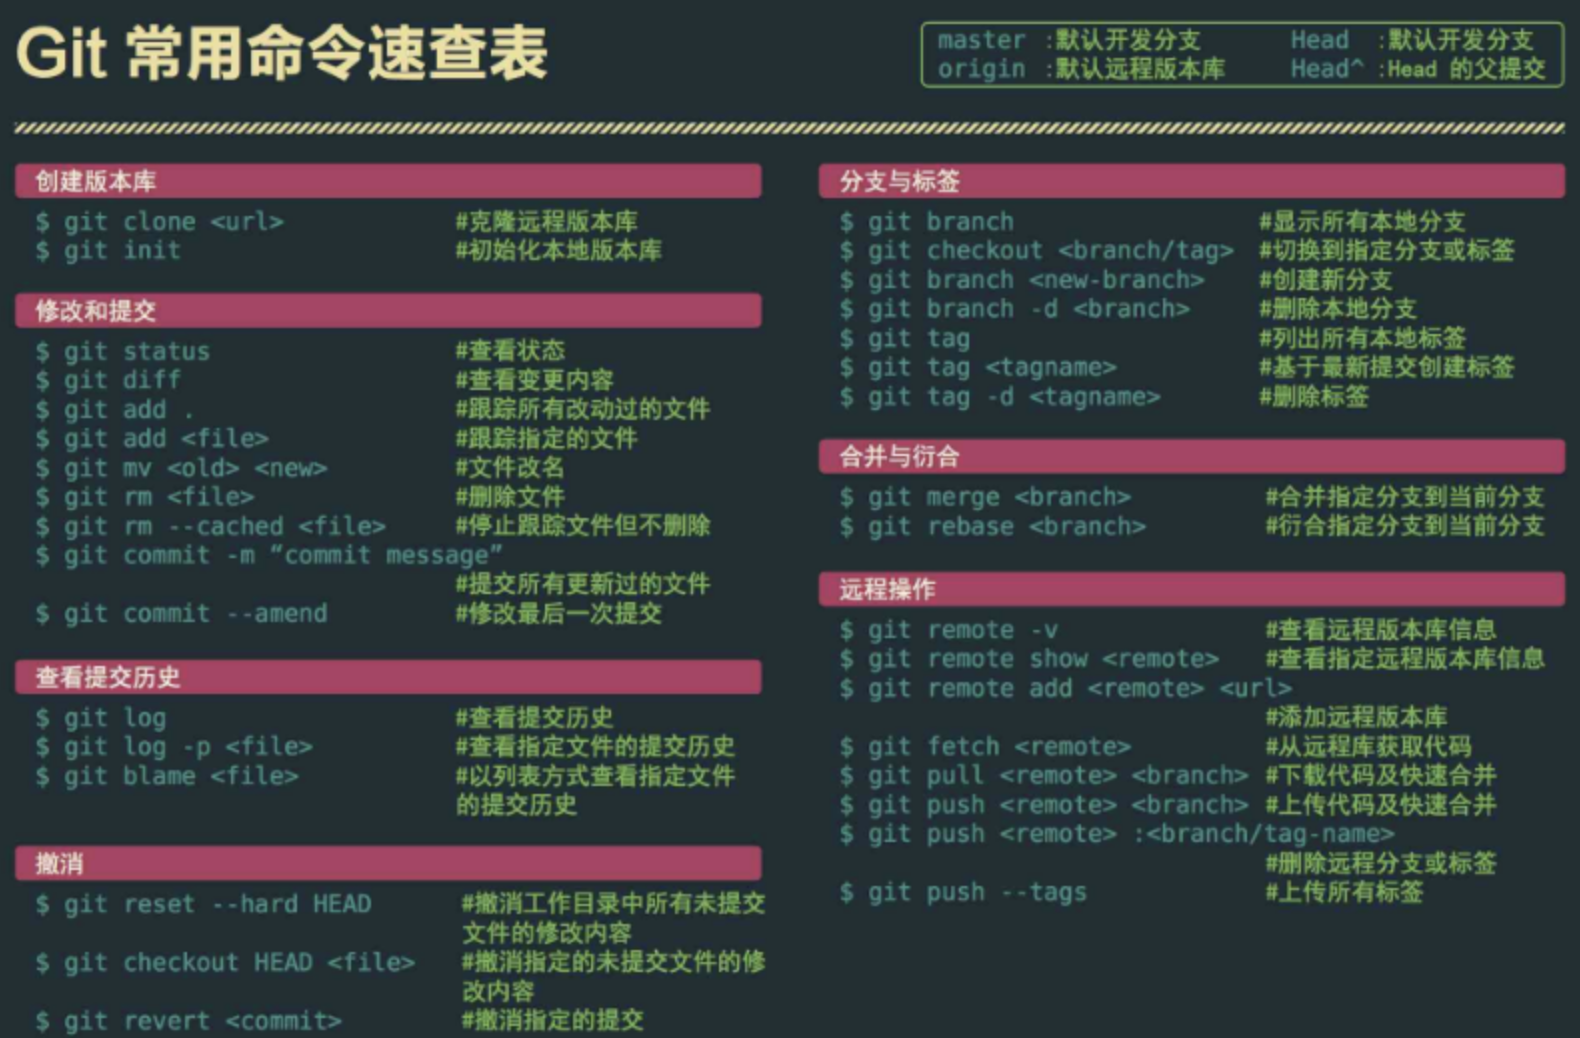 Git 常用命令速查表
master :默认开发分支 Head :默认开发分支
origin :默认远程版本库 Head^ :Head 的父提交
创建版本库
$ git clone <url> #克隆远程版本库
$ git init #初始化本地版本库
修改和提交
$ git status #查看状态
$ git diff #查看变更内容
$ git add . #跟踪所有改动过的文件
$ git add <file> #跟踪指定的文件
$ git mv <old> <new> #文件改名
$ git rm <file> #删除文件
$ git rm --cached <file> #停止跟踪文件但不删除
$ git commit -m “commit message”
#提交所有更新过的文件
$ git commit --amend #修改最后一次提交
查看提交历史
$ git log #查看提交历史
$ git log -p <file> #查看指定文件的提交历史
$ git blame <file> #以列表方式查看指定文件
的提交历史
撤消
$ git reset --hard HEAD #撤消工作目录中所有未提交
文件的修改内容
$ git checkout HEAD <file> #撤消指定的未提交文件的修
改内容
$ git revert <commit> #撤消指定的提交
分支与标签
$ git branch #显示所有本地分支
$ git checkout <branch/tag> #切换到指定分支或标签
$ git branch <new-branch> #创建新分支
$ git branch -d <branch> #删除本地分支
$ git tag #列出所有本地标签
$ git tag <tagname> #基于最新提交创建标签
$ git tag -d <tagname> #删除标签
合并与衍合
$ git merge <branch> #合并指定分支到当前分支
$ git rebase <branch> #衍合指定分支到当前分支
远程操作
$ git remote -v #查看远程版本库信息
$ git remote show <remote> #查看指定远程版本库信息
$ git remote add <remote> <url>
#添加远程版本库
$ git fetch <remote> #从远程库获取代码
$ git pull <remote> <branch> #下载代码及快速合并
$ git push <remote> <branch> #上传代码及快速合并
$ git push <remote> :<branch/tag-name>
#删除远程分支或标签
$ git push --tags #上传所有标签